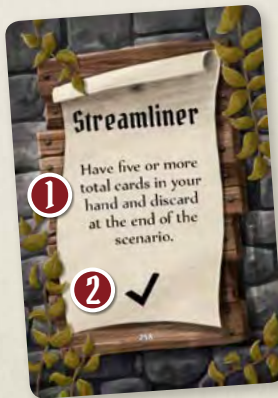 Streamliner
Have five or more
1
total cards in your
hand and discard
at the end of the
scenario.
2